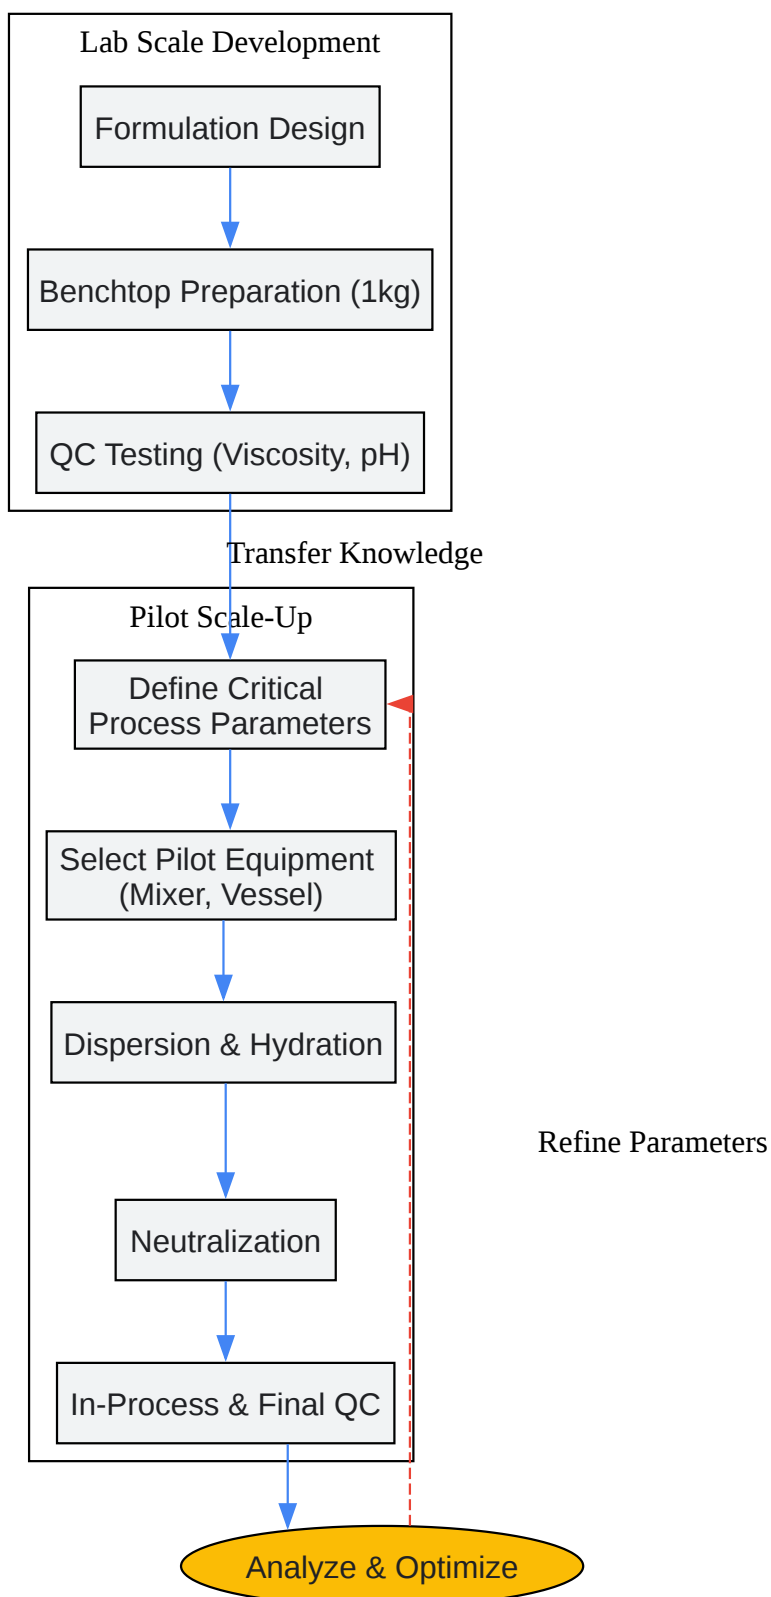 Lab Scale Development
Formulation Design
Benchtop Preparation (1kg)
QC Testing (Viscosity, pH)
Transfer Knowledge
Pilot Scale-Up
Define Critical
Process Parameters
Select Pilot Equipment
(Mixer, Vessel)
Dispersion & Hydration
Refine Parameters
Neutralization
In-Process & Final QC
Analyze & Optimize